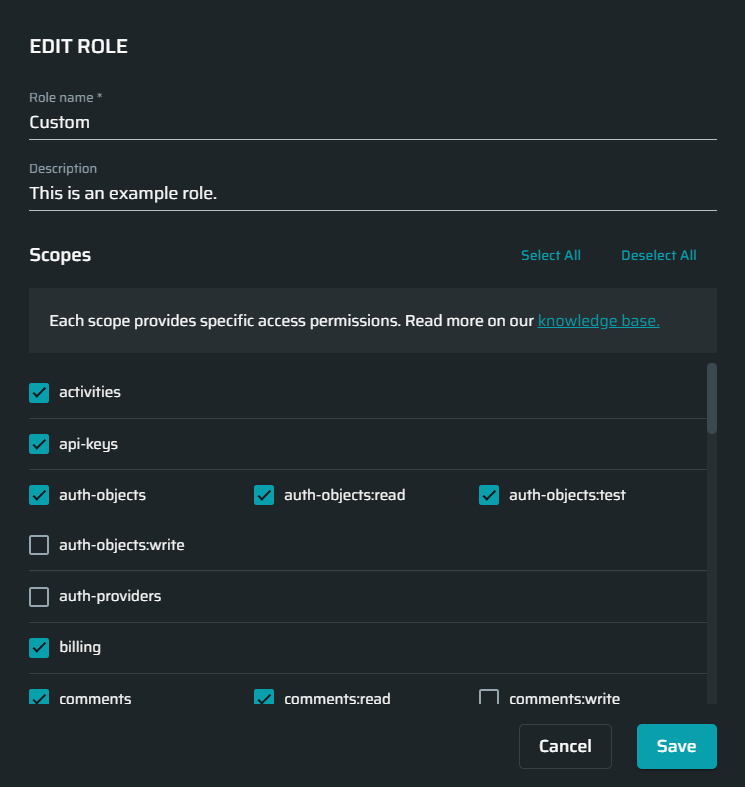 EDIT ROLE
Role name *
Custom
Description
This is an example role.
Scopes Select All Deselect All
Each scope provides specific access permissions. Read more on our knowledge base.
activities
api-keys
auth-objects auth-objects:read auth-objects:test
auth-objects:write
auth-providers
billing
comments comments:read comments:write
Cancel Save